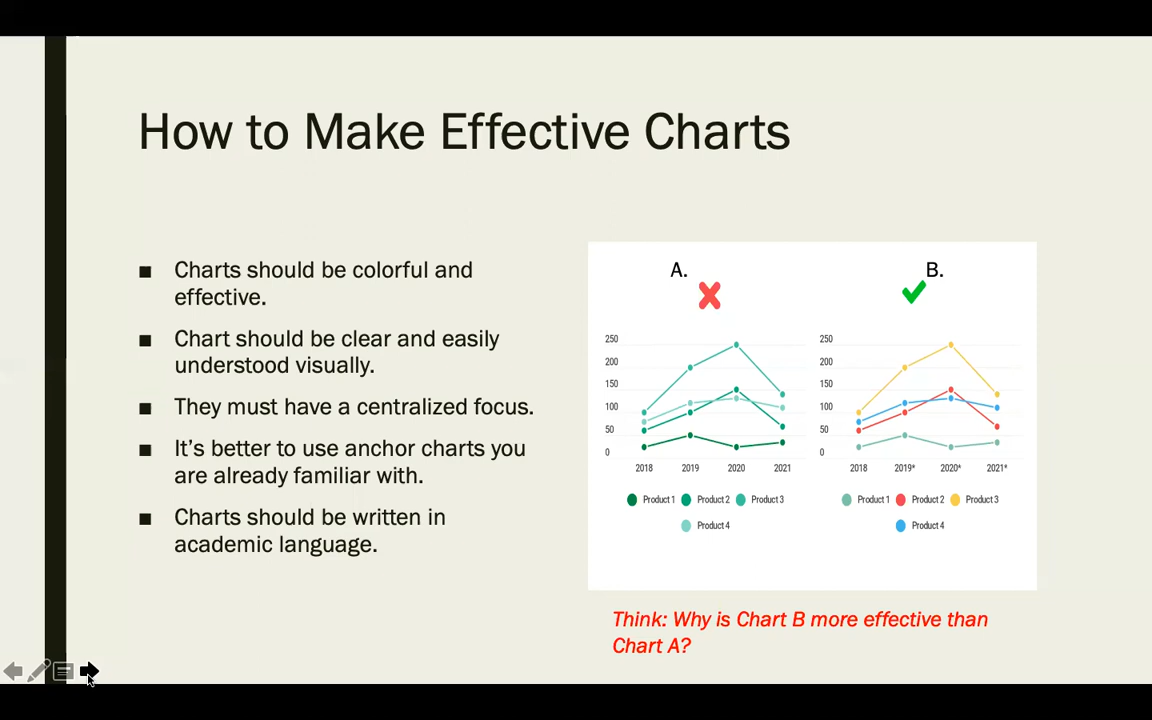 How to Make Effective Charts
■ Charts should be colorful and
effective.
■ Chart should be clear and easily
understood visually.
■ They must have a centralized focus.
■ It's better to use anchor charts you
are already familiar with.
■ Charts should be written in
academic language.
A.
250
200
150
100
50
0
2018 2019 2020 2021
Product 1 Product 2 Product 3
Product 4
B.
250
200
150
100
50
0
2018 2019* 2020* 2021*
Product 1 Product 2 Product 3
Product 4
Think: Why is Chart B more effective than
Chart A?